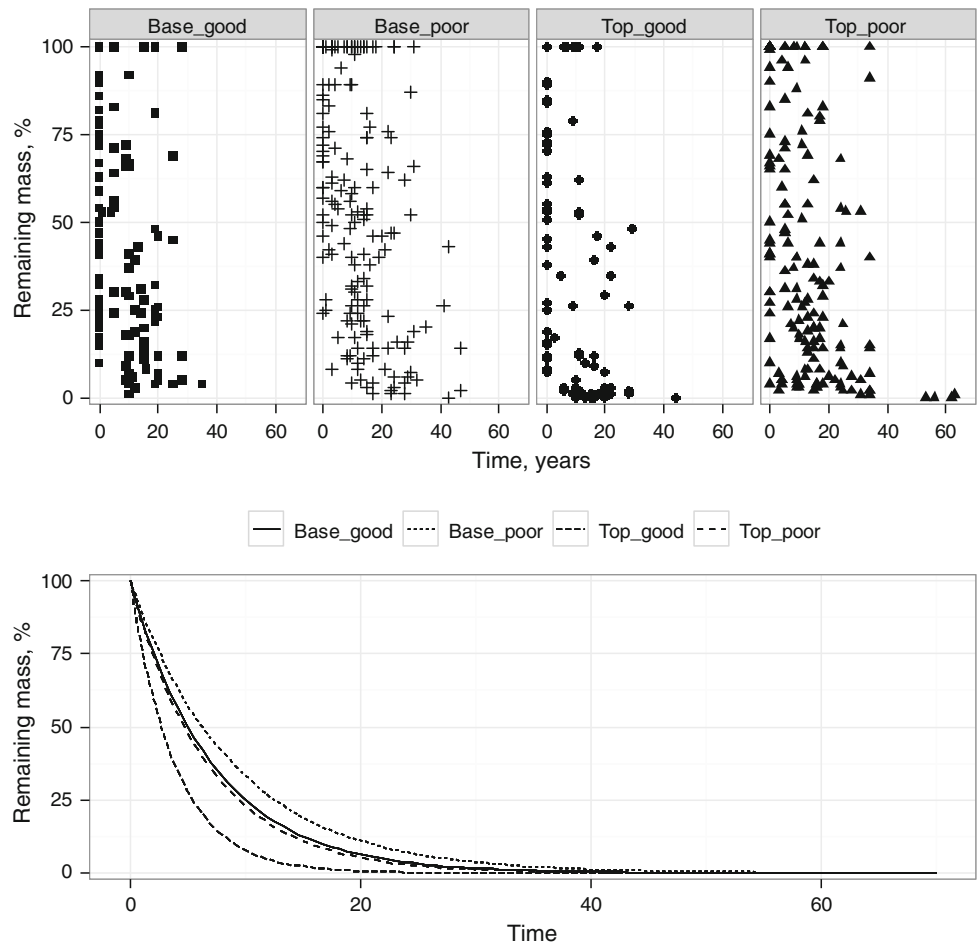 Base_good Base_poor Top_good Top_poor
Remaining mass, %
100
75
50
25
0
0 20 40 60 0 20 40 60 0 20 40 60 0 20 40 60
Time, years
Base_good Base_poor Top_good Top_poor
Remaining mass, %
100
75
50
25
0
0 20 40 60
Time